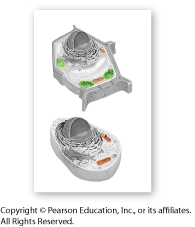 Copyright © Pearson Education, Inc., or its affiliates.
All Rights Reserved.